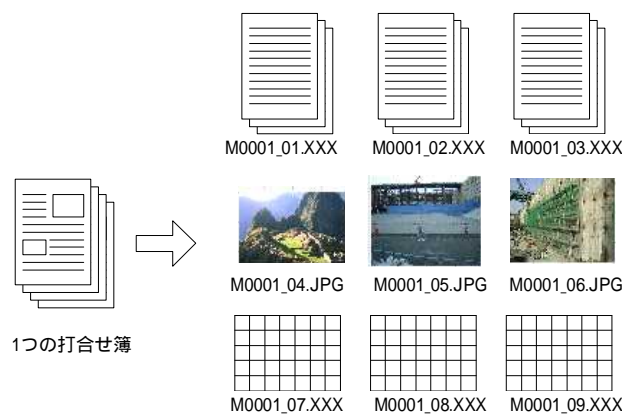 M0001_01.XXX M0001_02.XXX M0001_03.XXX
M0001_04.JPG M0001_05.JPG M0001_06.JPG
1つの打合せ簿
M0001_07.XXX M0001_08.XXX M0001_09.XXX